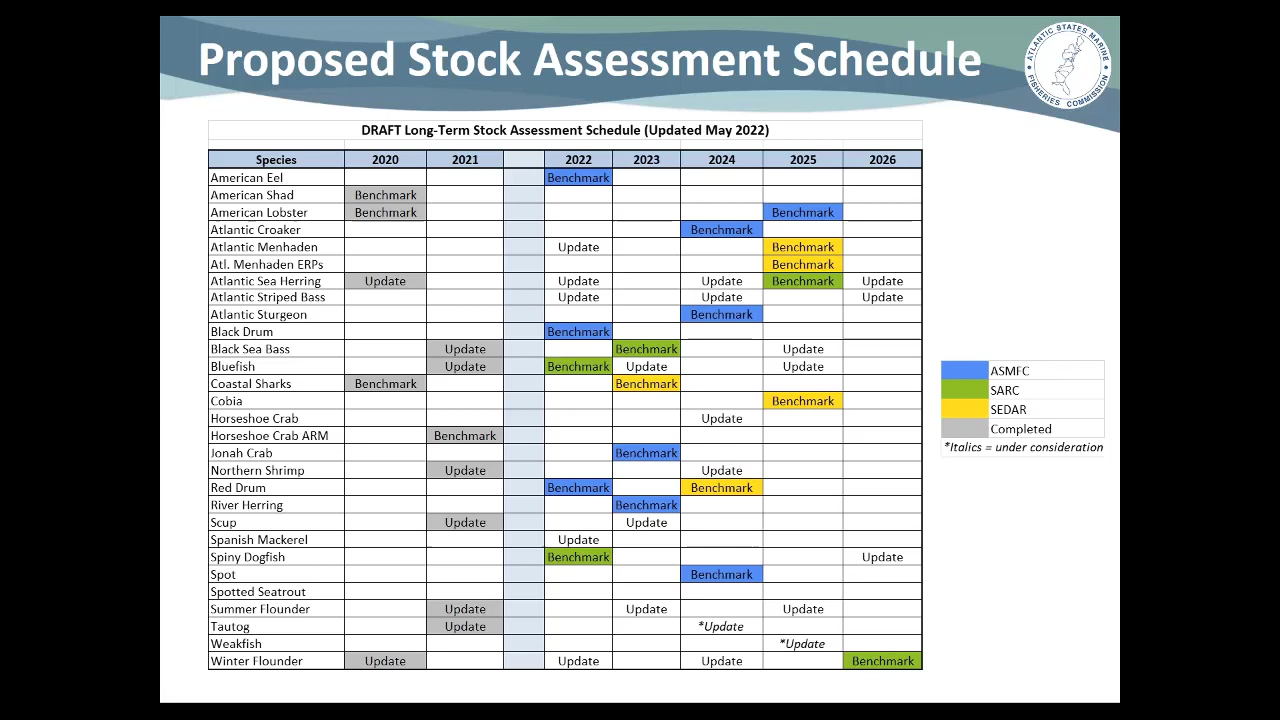 Proposed Stock Assessment Schedule
ATLANTIC STATES MARINE
FISHERIES COMMISSION
DRAFT Long-Term Stock Assessment Schedule (Updated May 2022)
Species 2020 2021 2022 2023 2024 2025 2026
American Eel Benchmark
American Shad Benchmark
American Lobster Benchmark Benchmark
Atlantic Croaker Benchmark
Atlantic Menhaden Update Benchmark
Atl. Menhaden ERPs Benchmark
Atlantic Sea Herring Update Update Update Benchmark Update
Atlantic Striped Bass Update Update Update
Atlantic Sturgeon Benchmark
Black Drum Benchmark
Black Sea Bass Update Benchmark Update
Bluefish Update Benchmark Update Update
Coastal Sharks Benchmark Benchmark
Cobia Benchmark
Horseshoe Crab Update
Horseshoe Crab ARM Benchmark
Jonah Crab Benchmark
Northern Shrimp Update Update
Red Drum Benchmark Benchmark
River Herring Benchmark
Scup Update Update
Spanish Mackerel Update
Spiny Dogfish Benchmark Update
Spot Benchmark
Spotted Seatrout
Summer Flounder Update Update Update
Tautog Update *Update
Weakfish *Update
Winter Flounder Update Update Update Benchmark
ASMFC
SARC
SEDAR
Completed
*Italics = under consideration